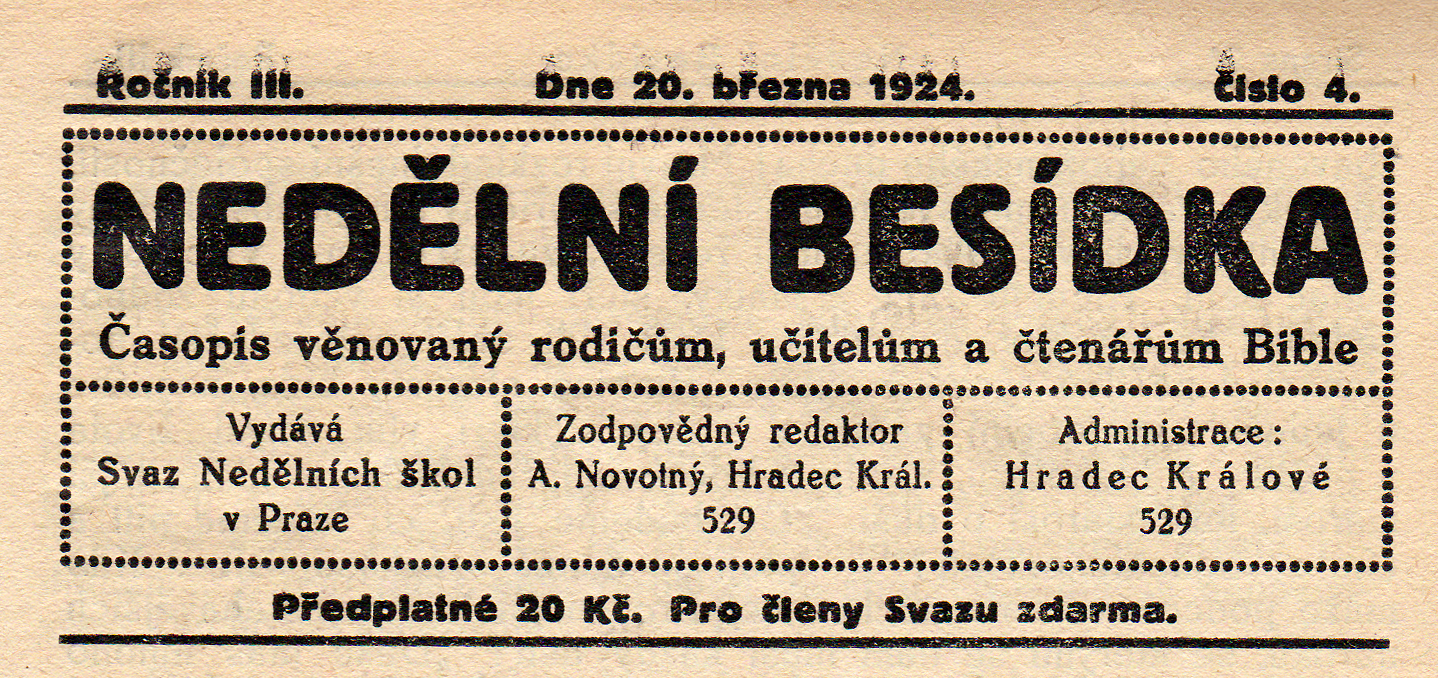 Ročník III. Dne 20. března 1924. Číslo 4.
NEDĚLNÍ BESÍDKA
Časopis věnovaný rodičům, učitelům a čtenářům Bible
Vydává
Svaz Nedělních škol
v Praze
Zodpovědný redaktor
A. Novotný, Hradec Král.
529
Administrace:
Hradec Králové
529
Předplatné 20 Kč. Pro členy Svazu zdarma.